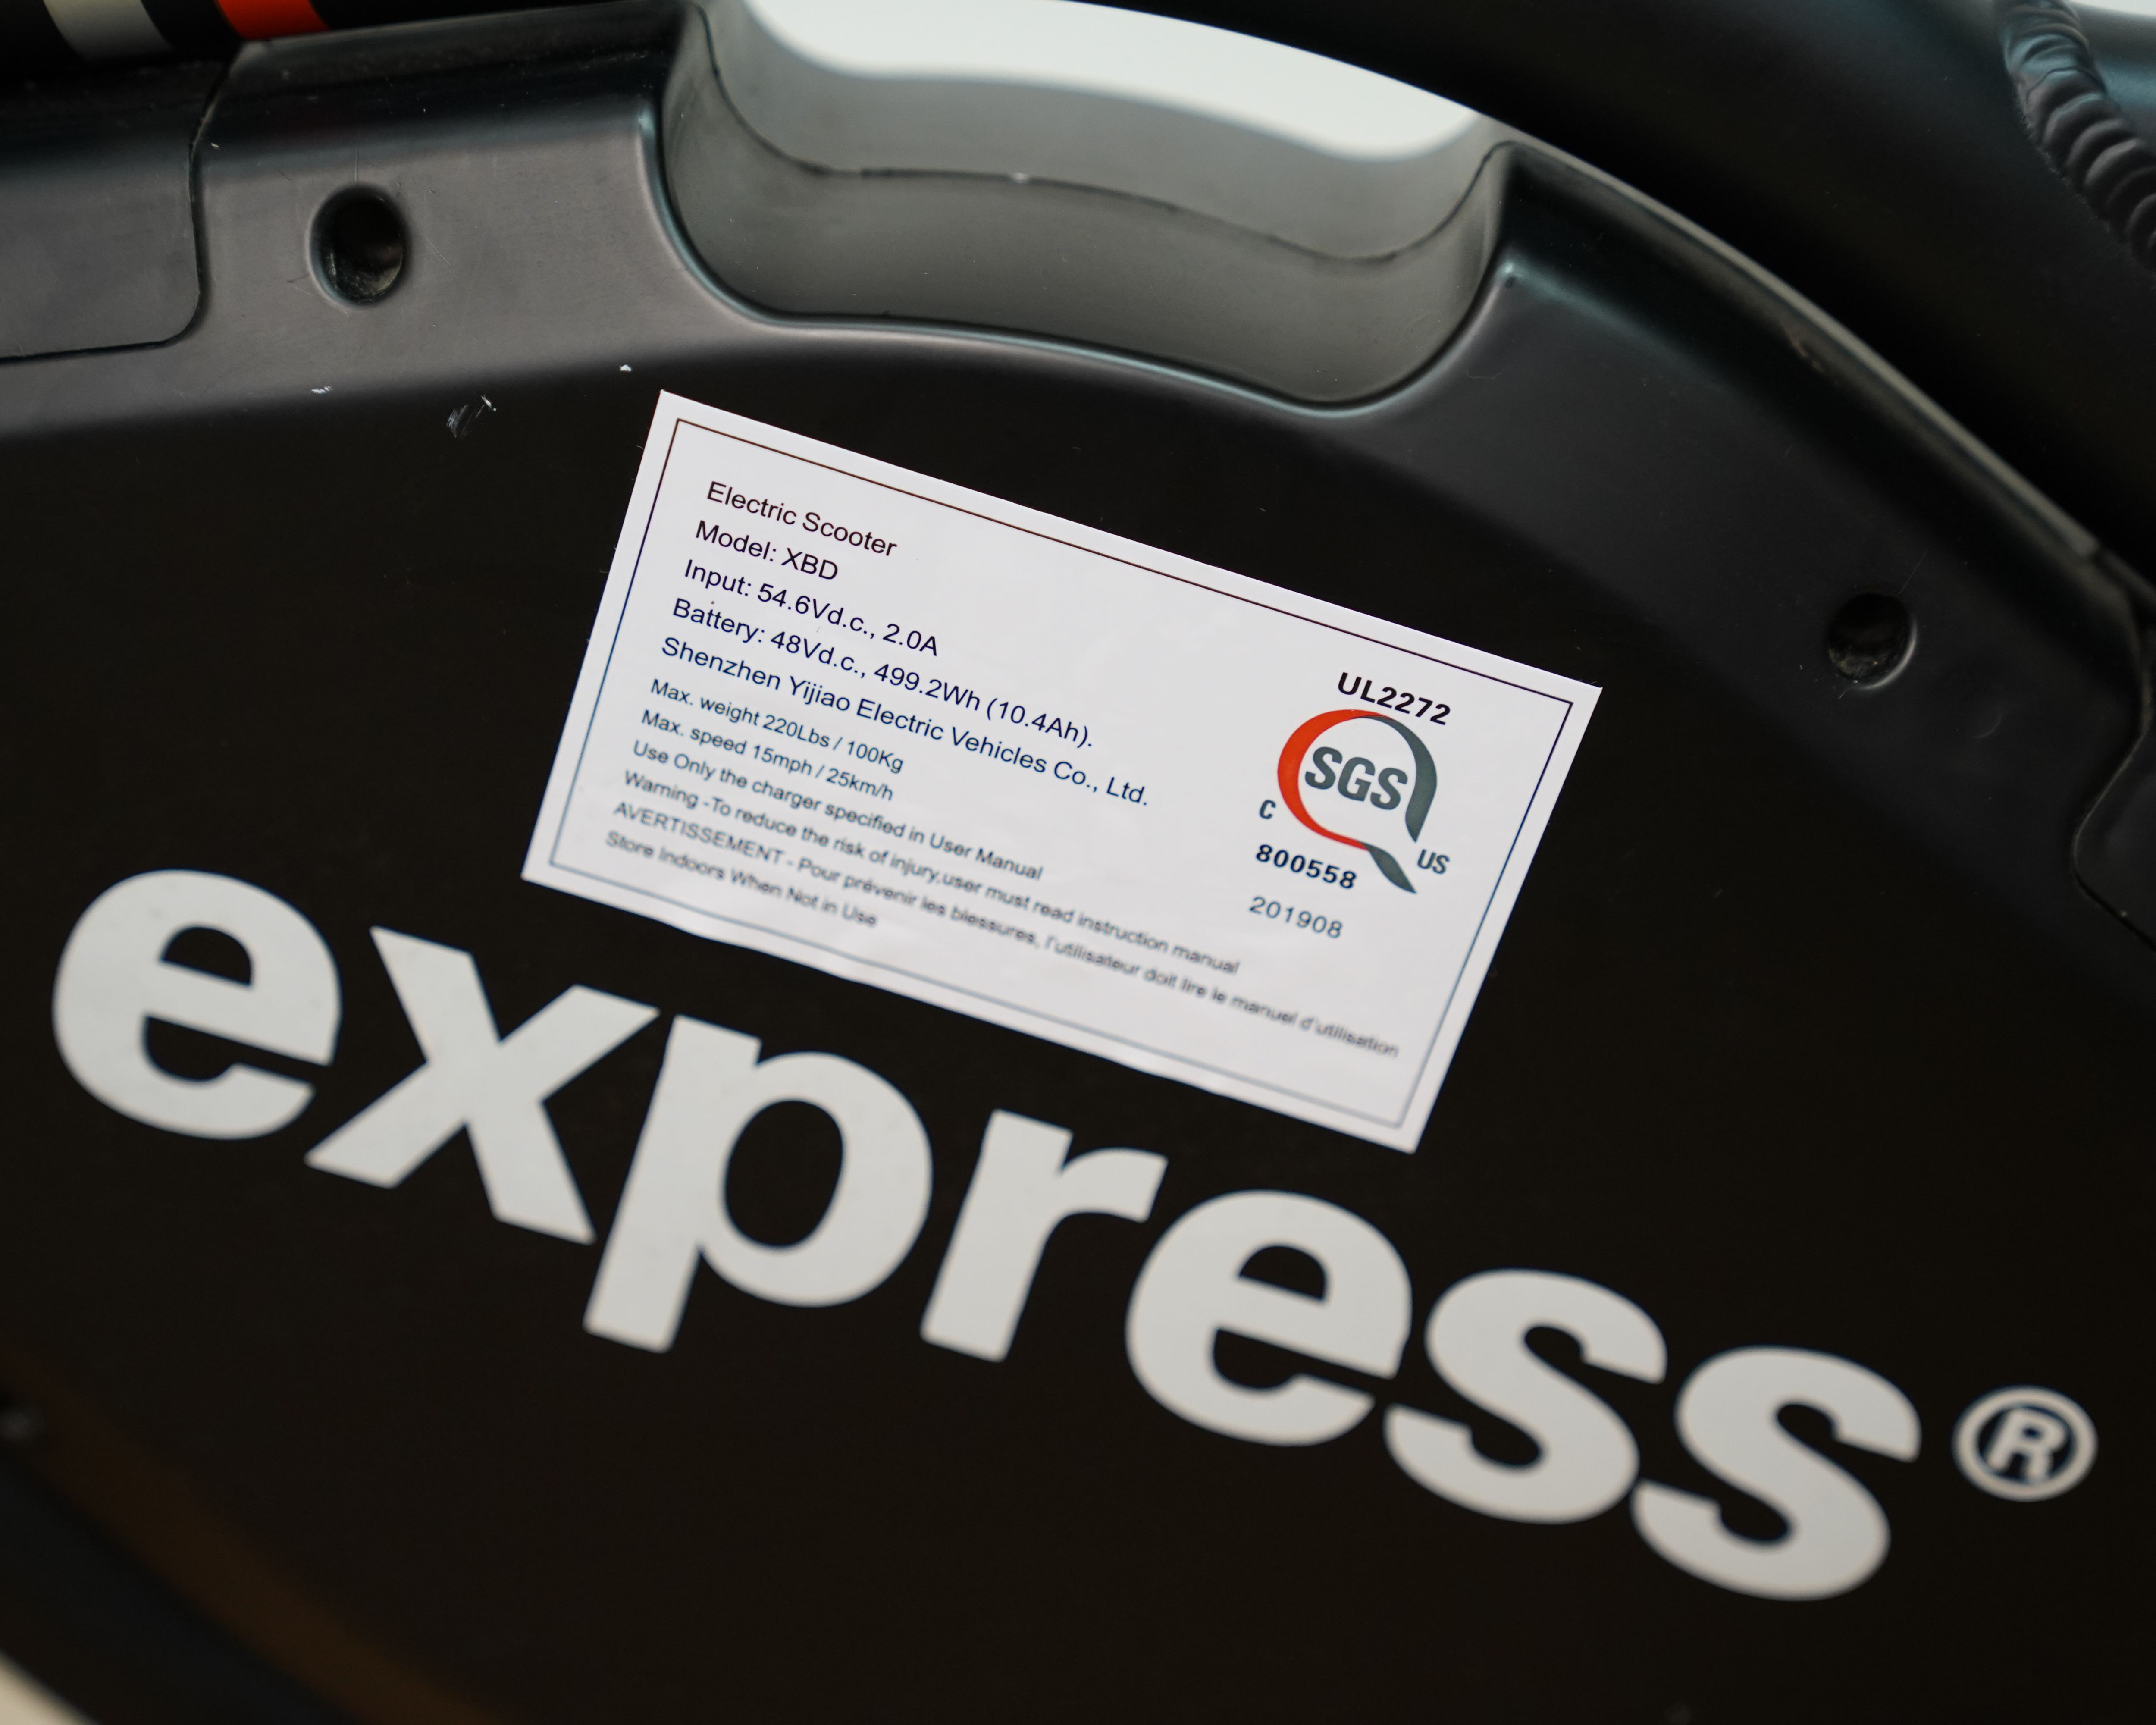 Electric Scooter
Model: XBD
Input: 54.6Vd.c., 2.0A
Battery: 48Vd.c., 499.2Wh (10.4Ah).
Shenzhen Yijiao Electric Vehicles Co., Ltd.
Max. weight 220Lbs / 100Kg
Max. speed 15mph / 25km/h
Use Only the charger specified in User Manual
Warning -To reduce the risk of injury,user must read instruction manual
AVERTISSEMENT - Pour prévenir les blessures, l'utilisateur doit lire le manuel d'utilisation
Store Indoors When Not in Use
UL2272
SGS
C US
800558
201908
express®